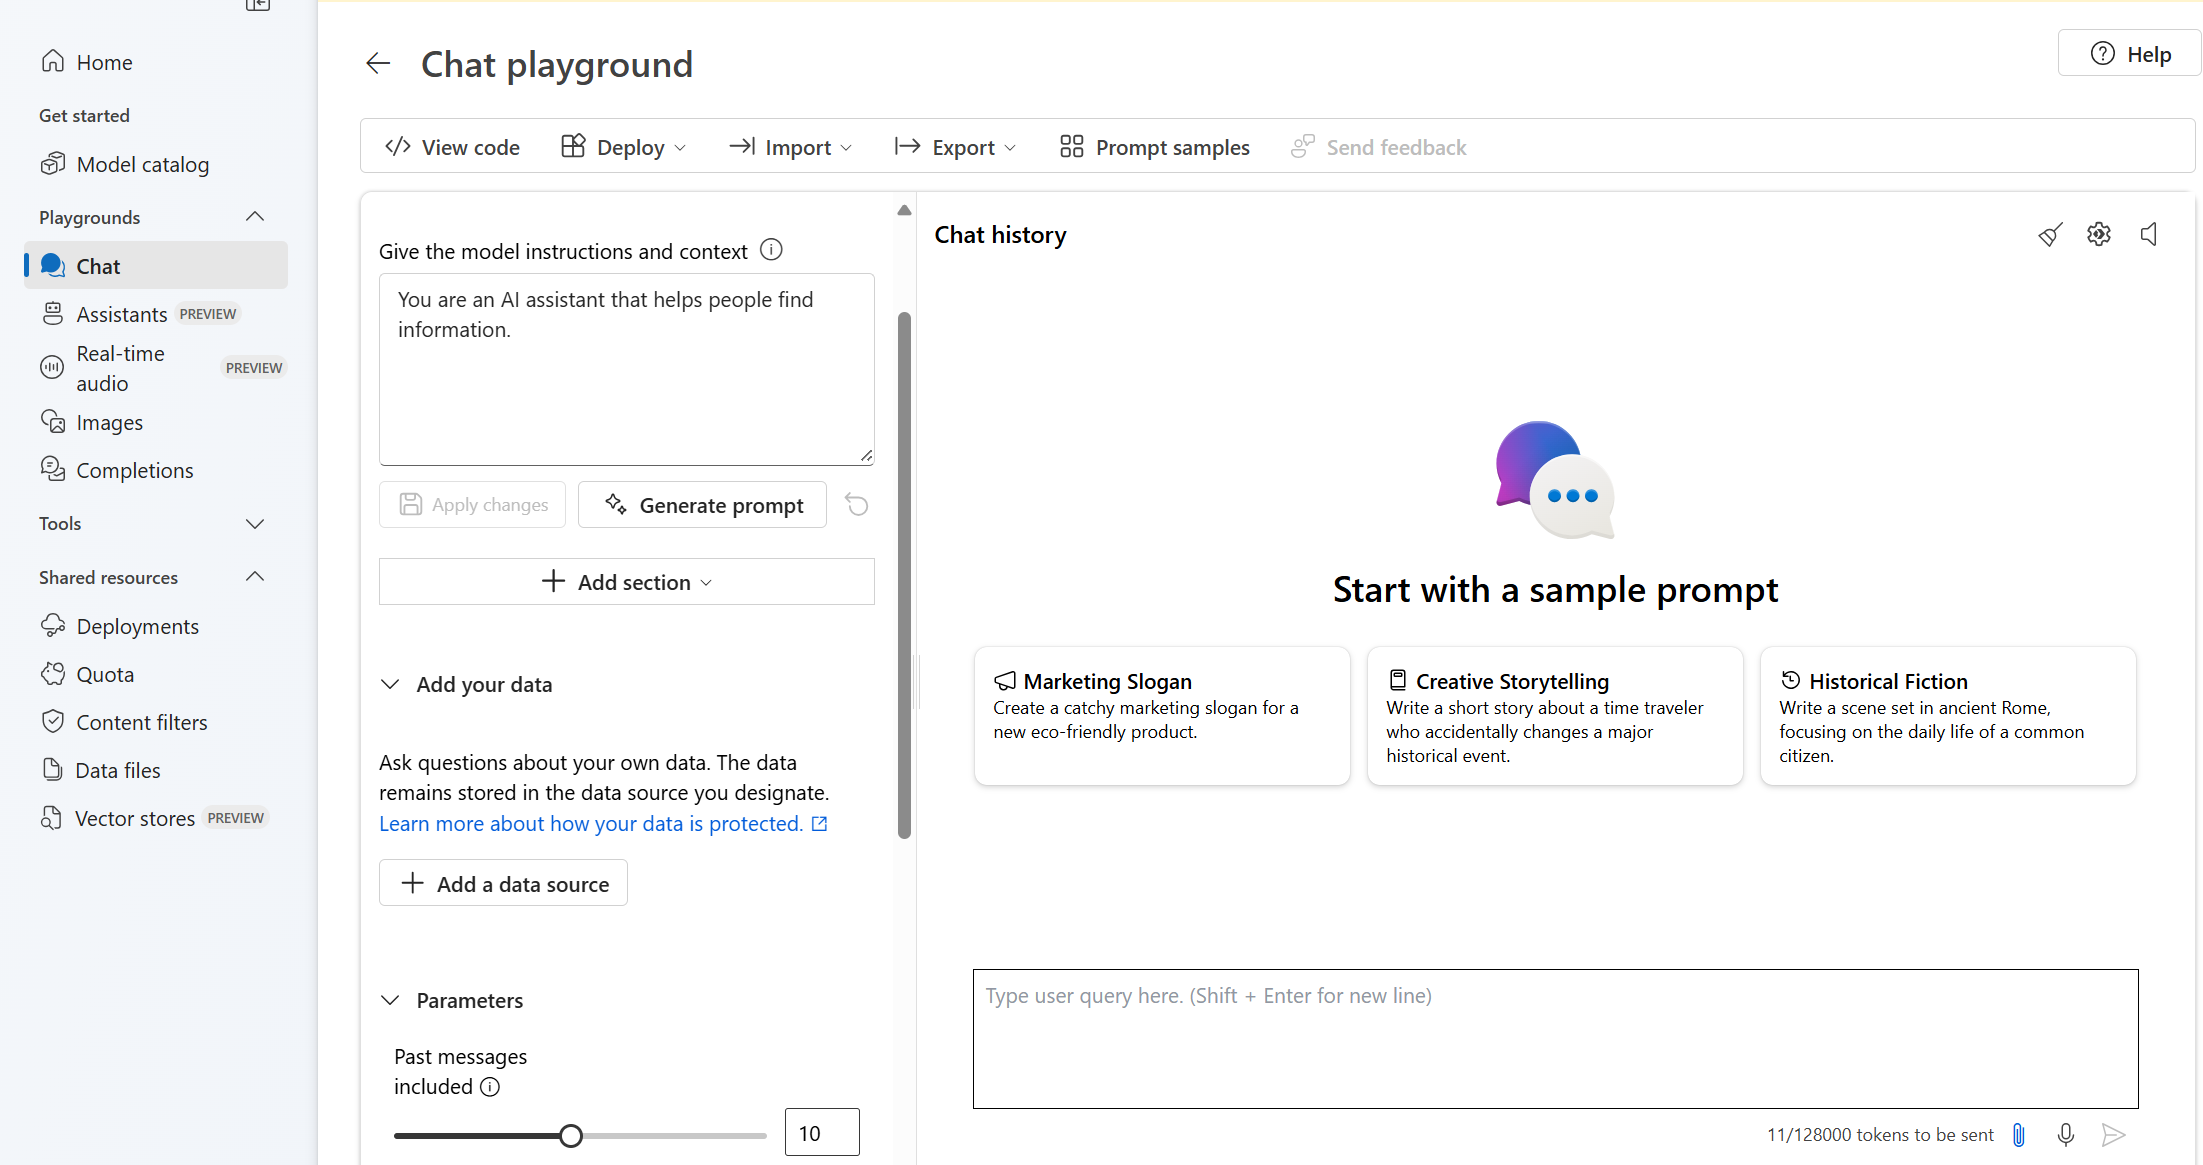 Home
Get started
Model catalog
Playgrounds
Chat
Assistants PREVIEW
Real-time
audio
PREVIEW
Images
Completions
Tools
Shared resources
Deployments
Quota
Content filters
Data files
Vector stores PREVIEW
Chat playground
Help
View code
Deploy
Import
Export
Prompt samples
Send feedback
Give the model instructions and context
You are an AI assistant that helps people find
information.
Apply changes
Generate prompt
Add section
Add your data
Ask questions about your own data. The data
remains stored in the data source you designate.
Learn more about how your data is protected.
Add a data source
Parameters
Past messages
included
10
Chat history
Start with a sample prompt
Marketing Slogan
Create a catchy marketing slogan for a
new eco-friendly product.
Creative Storytelling
Write a short story about a time traveler
who accidentally changes a major
historical event.
Historical Fiction
Write a scene set in ancient Rome,
focusing on the daily life of a common
citizen.
Type user query here. (Shift + Enter for new line)
11/128000 tokens to be sent